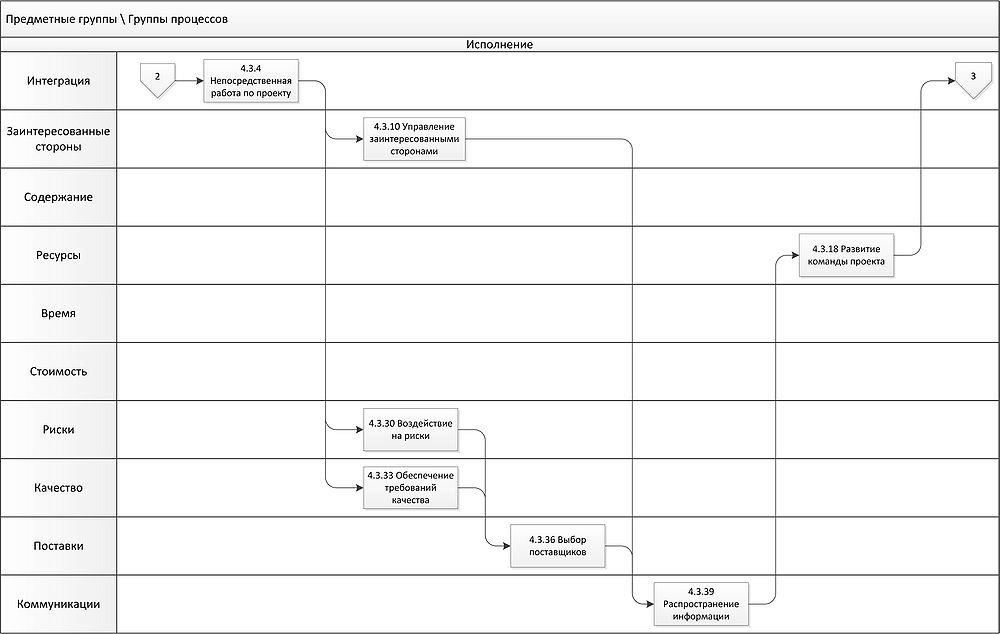 Предметные группы \ Группы процессов
Исполнение
Интеграция
2
4.3.4
Непосредственная
работа по проекту
3
Заинтересованные
стороны
4.3.10 Управление
заинтересованными
сторонами
Содержание
Ресурсы
4.3.18 Развитие
команды проекта
Время
Стоимость
Риски
4.3.30 Воздействие
на риски
Качество
4.3.33 Обеспечение
требований
качества
Поставки
4.3.36 Выбор
поставщиков
Коммуникации
4.3.39
Распространение
информации